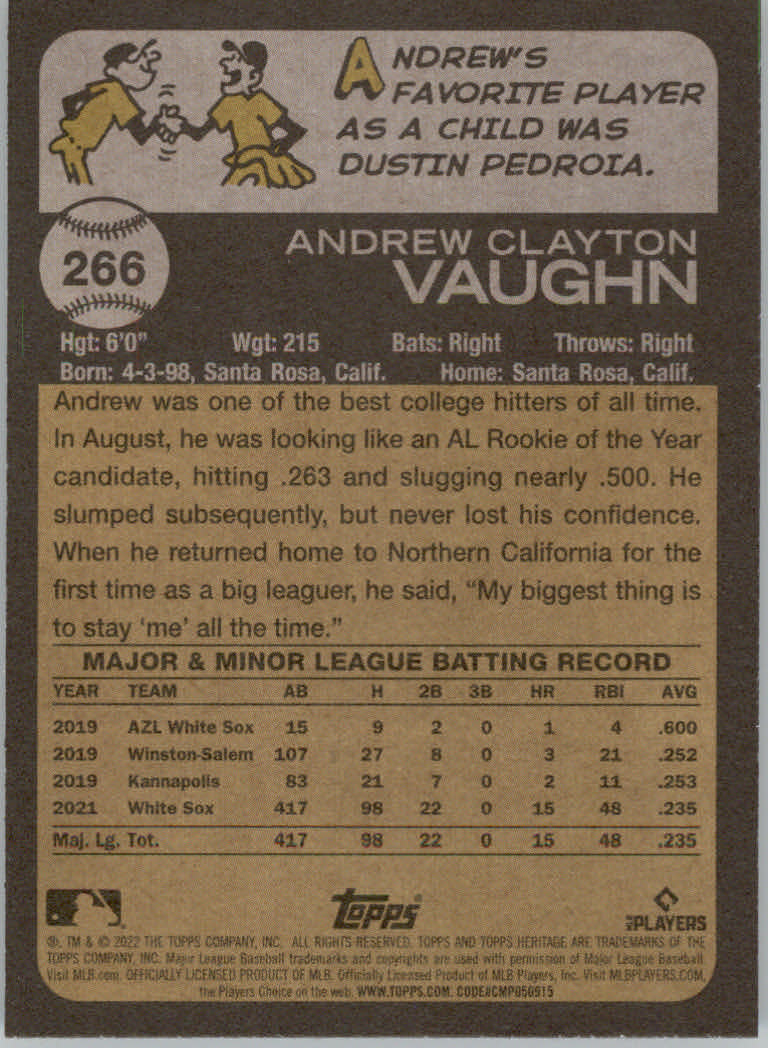 ANDREW'S
FAVORITE PLAYER
AS A CHILD WAS
DUSTIN PEDROIA.
266
ANDREW CLAYTON
VAUGHN
Hgt: 6'0" Wgt: 215 Bats: Right Throws: Right
Born: 4-3-98, Santa Rosa, Calif. Home: Santa Rosa, Calif.
Andrew was one of the best college hitters of all time.
In August, he was looking like an AL Rookie of the Year
candidate, hitting .263 and slugging nearly .500. He
slumped subsequently, but never lost his confidence.
When he returned home to Northern California for the
first time as a big leaguer, he said, “My biggest thing is
to stay ‘me’ all the time.”
MAJOR & MINOR LEAGUE BATTING RECORD
YEAR TEAM AB H 2B 3B HR RBI AVG
2019 AZL White Sox 15 9 2 0 1 4 .600
2019 Winston-Salem 107 27 8 0 3 21 .252
2019 Kannapolis 83 21 7 0 2 11 .253
2021 White Sox 417 98 22 0 15 48 .235
Maj. Lg. Tot. 417 98 22 0 15 48 .235
topps
PLAYERS
®, TM & © 2022 THE TOPPS COMPANY, INC. ALL RIGHTS RESERVED. TOPPS AND TOPPS HERITAGE ARE TRADEMARKS OF THE
TOPPS COMPANY, INC. Major League Baseball trademarks and copyrights are used with permission of Major League Baseball.
Visit MLB.com. OFFICIALLY LICENSED PRODUCT OF MLB. Officially Licensed Product of MLB Players, Inc. Visit MLBPLAYERS.COM,
the Players Choice on the web. WWW.TOPPS.COM. CODE#CMP050915